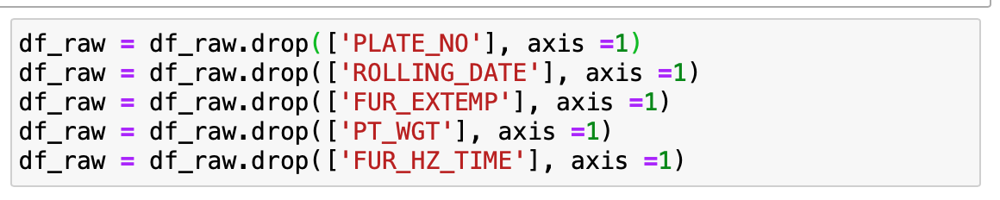 df_raw = df_raw.drop(['PLATE_NO'], axis =1)
df_raw = df_raw.drop(['ROLLING_DATE'], axis =1)
df_raw = df_raw.drop(['FUR_EXTEMP'], axis =1)
df_raw = df_raw.drop(['PT_WGT'], axis =1)
df_raw = df_raw.drop(['FUR_HZ_TIME'], axis =1)